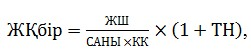 ЖҚбір = ЖШ / САНЫ ×КК × (1 + ТН),